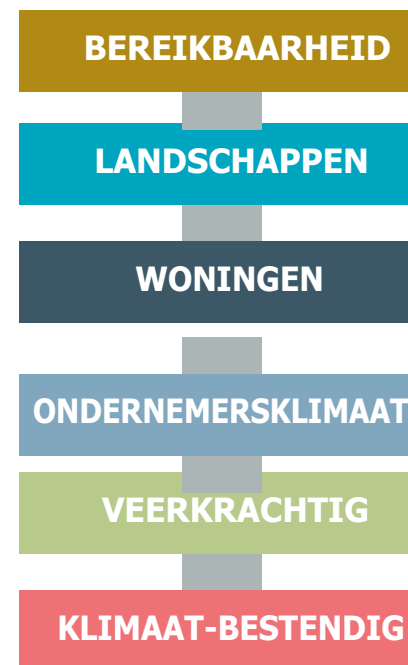 BEREIKBAARHEID
LANDSCHAPPEN
WONINGEN
ONDERNEMERSKLIMAAT
VEERKRACHTIG
KLIMAAT-BESTENDIG